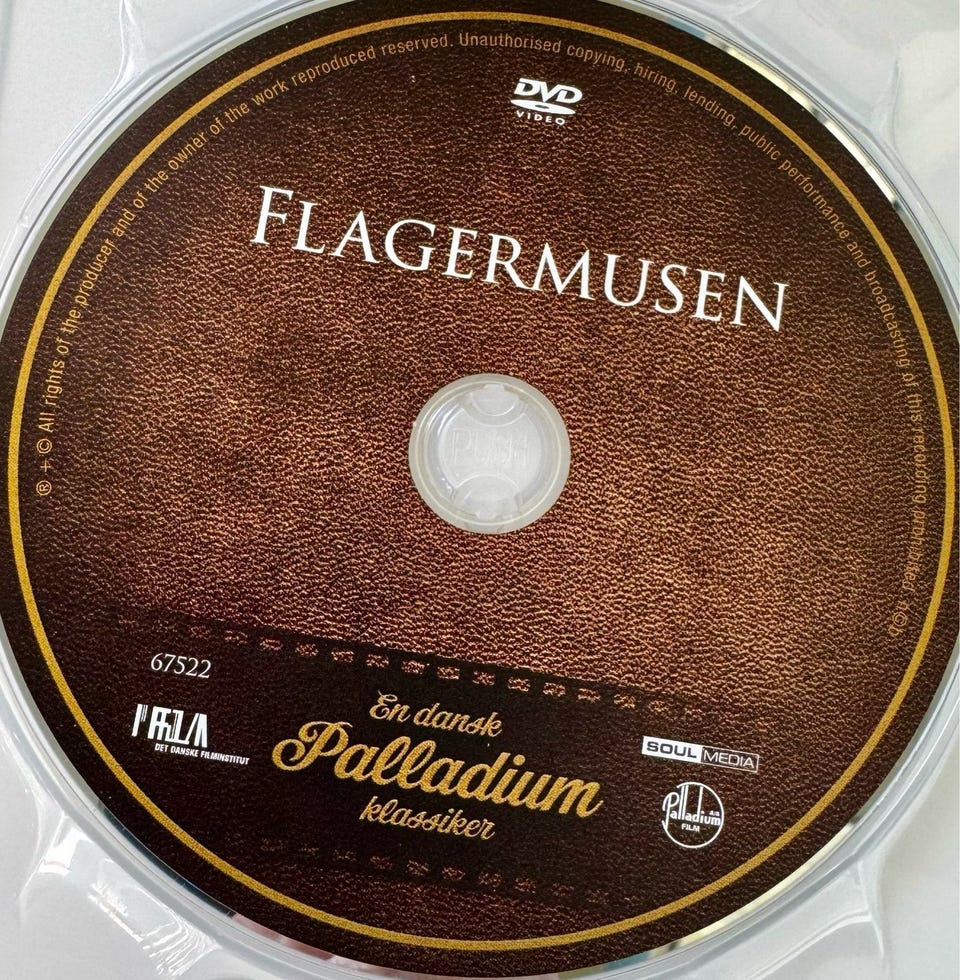 ® + © All rights of the producer and of the owner of the work reproduced reserved. Unauthorised copying, hiring, lending, public performance and broadcasting of this recording prohibited.
DVD
VIDEO
FLAGERMUSEN
PUSH
67522
DET DANSKE FILMINSTITUT
En dansk
Palladium
klassiker
SOUL MEDIA
Palladium A/S
FILM